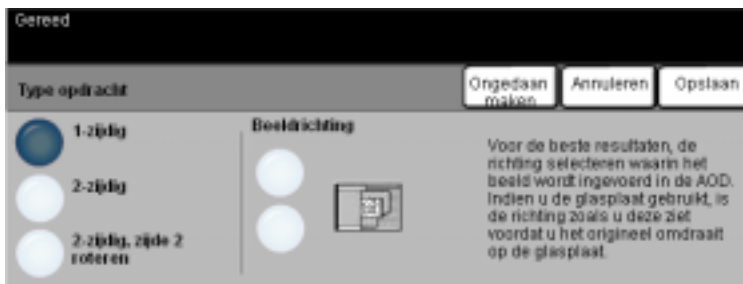 Gereed
Type opdracht
Ongedaan
maken
Annuleren
Opslaan
1-zijdig
2-zijdig
2-zijdig, zijde 2
roteren
Beeldrichting
Voor de beste resultaten, de
richting selecteren waarin het
beeld wordt ingevoerd in de AOD.
Indien u de glasplaat gebruikt, is
de richting zoals u deze ziet
voordat u het origineel omdraait
op de glasplaat.